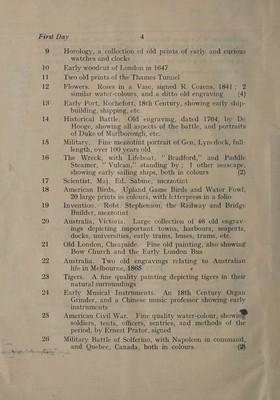 First Day 4
9 Horology, a collection of old prints of early and curious
watches and clocks
10 Early woodcut of London in 1647
11 Two old prints of the Thames Tunnel
12 Flowers. Roses in a Vase, signed R. Cozens, 1841; 2
similar water-colours, and a ditto old engraving (4)
13 Early Port, Rochefort, 18th Century, showing early ship-
building, shipping, etc.
14 Historical Battle. Old engraving, dated 1704, by De
Hooge, showing all aspects of the battle, and portraits
of Duke of Marlborough, etc.
15 Military. Fine mezzotint portrait of Gen. Lynedock, full-
length, over 100 years old
16 The Wreck, with Lifeboat, "Bradford," and Paddle
Steamer, "Vulcan," standing by; 1 other seascape,
showing early sailing ships, both in colours (2)
17 Scientist, Maj. Ed. Sabine, mezzotint
18 American Birds. Upland Game Birds and Water Fowl,
20 large prints in colours, with letterpress in a folio
19 Invention. Robt. Stephenson, the Railway and Bridge
Builder, mezzotint
20 Australia, Victoria. Large collection of 46 old engrav-
ings depicting important towns, harbours, seaports,
docks, universities, early trains, buses, trams, etc.
21 Old London, Cheapside. Fine old painting, also showing
Bow Church and the Early London Bus
22 Australia. Two old engravings relating to Australian
life in Melbourne, 1865
23 Tigers. A fine quality painting depicting tigers in their
natural surroundings
24 Early Musical Instruments. An 18th Century Organ
Grinder, and a Chinese music professor showing early
instruments
25 American Civil War. Fine quality water-colour, showing
soldiers, tents, officers, sentries, and methods of the
period, by Ernest Prator, signed
26 Military Battle of Solferino, with Napoleon in command,
and Quebec, Canada, both in colours (2)